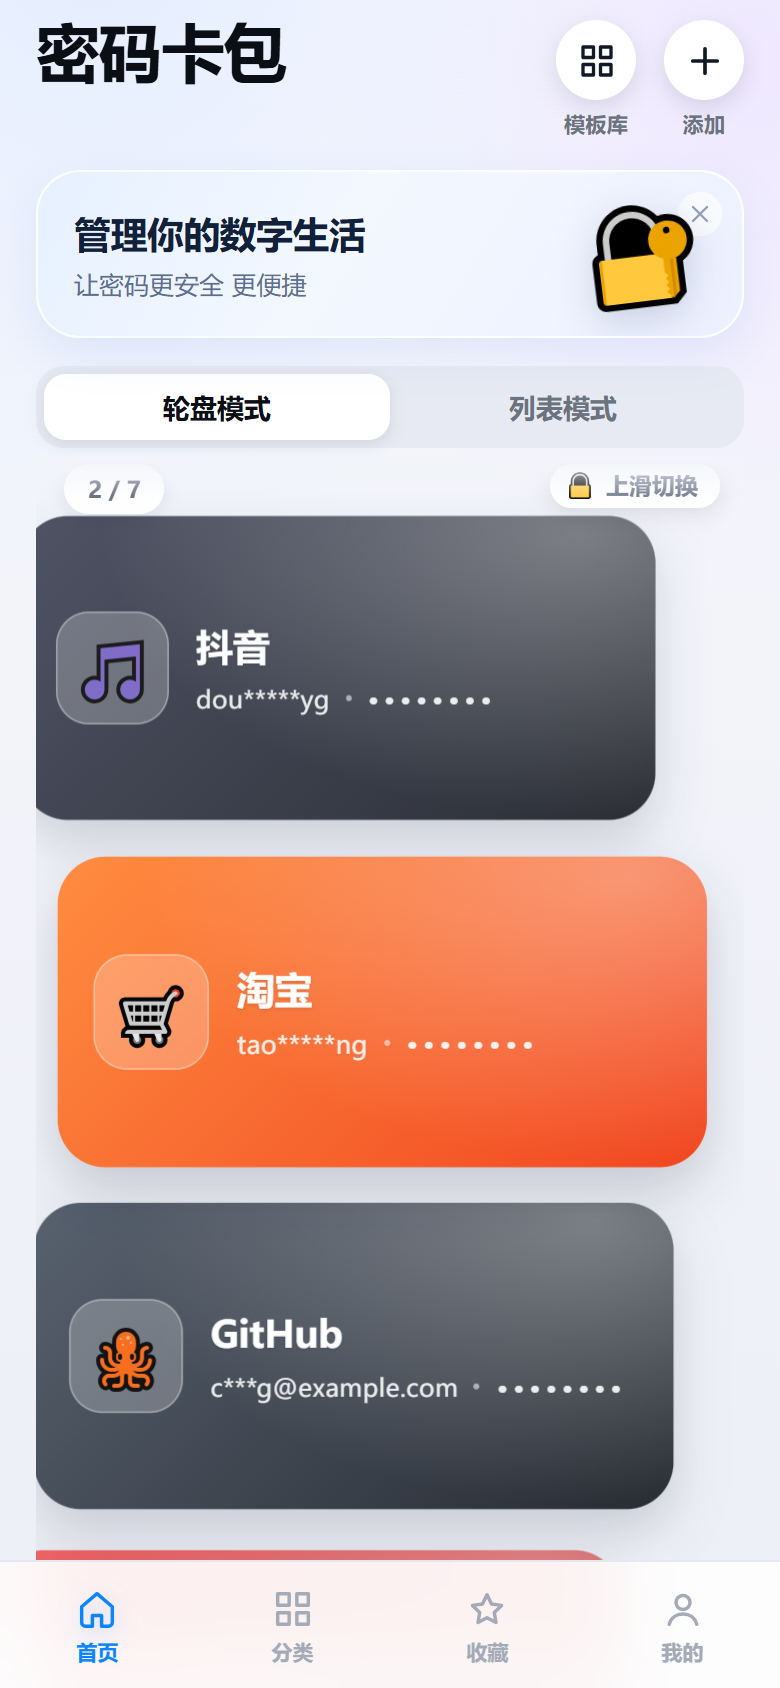 密码卡包
模板库
添加
管理你的数字生活
让密码更安全 更便捷
轮盘模式
列表模式
2 / 7
上滑切换
抖音
dou*****yg • ••••••••
淘宝
tao*****ng • ••••••••
GitHub
c***g@example.com • ••••••••
首页
分类
收藏
我的